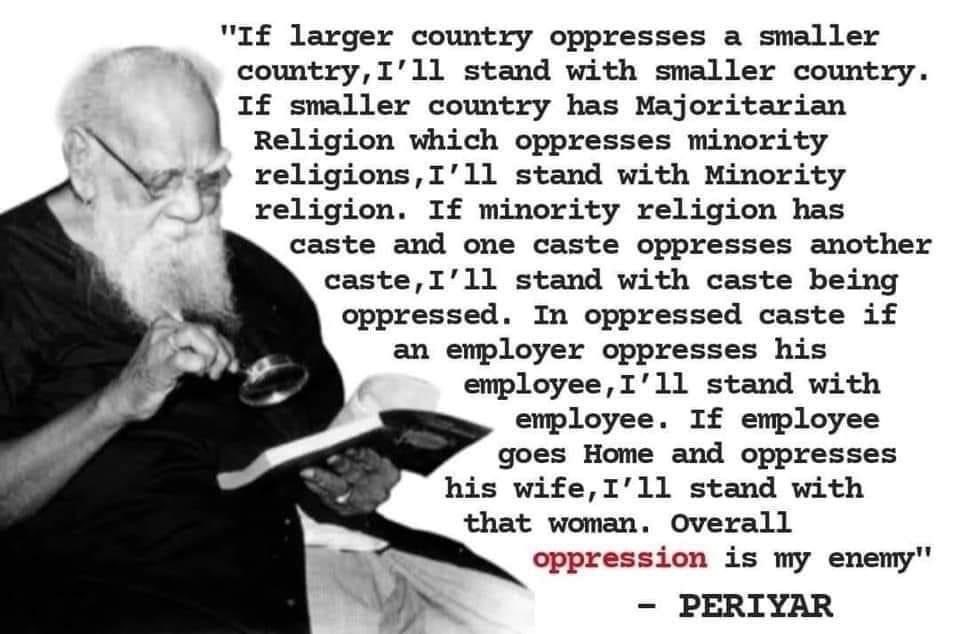 "If larger country oppresses a smaller
country,I'll stand with smaller country.
If smaller country has Majoritarian
Religion which oppresses minority
religions,I'll stand with Minority
religion. If minority religion has
caste and one caste oppresses another
caste,I'll stand with caste being
oppressed. In oppressed caste if
an employer oppresses his
employee,I'll stand with
employee. If employee
goes Home and oppresses
his wife,I'll stand with
that woman. Overall
oppression is my enemy"
- PERIYAR